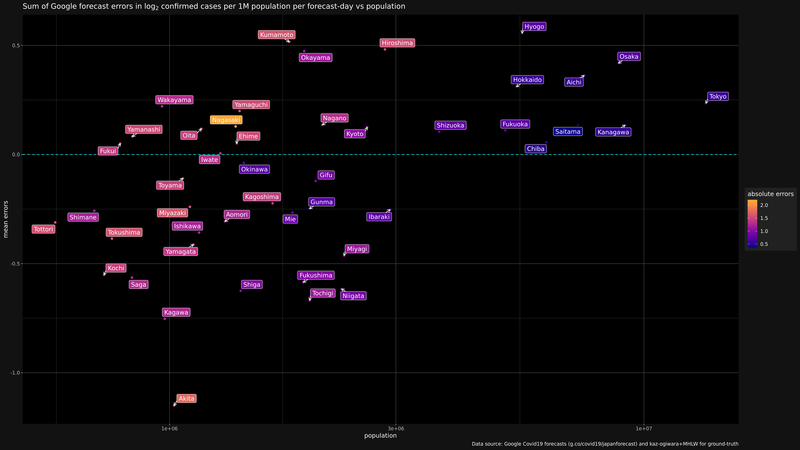 Sum of Google forecast errors in log2 confirmed cases per 1M population per forecast-day vs population
Hyogo
Kumamoto
Hiroshima
0.5
Okayama
Osaka
Hokkaido
Aichi
Tokyo
Wakayama
Yamaguchi
Nagasaki
Nagano
Shizuoka
Fukuoka
Yamanashi
Oita
Ehime
Kyoto
Saitama
Kanagawa
Fukui
Chiba
0.0
Iwate
Okinawa
Gifu
Toyama
Kagoshima
Gunma
Shimane
Miyazaki
Aomori
Mie
Ibaraki
Tottori
Tokushima
Ishikawa
Yamagata
Miyagi
-0.5
Kochi
Fukushima
Saga
Shiga
Tochigi
Niigata
Kagawa
-1.0
Akita
mean errors
1e+06
3e+06
1e+07
population
absolute errors
2.0
1.5
1.0
0.5
Data source: Google Covid19 forecasts (g.co/covid19/japanforecast) and kaz-ogiwara+MHLW for ground-truth